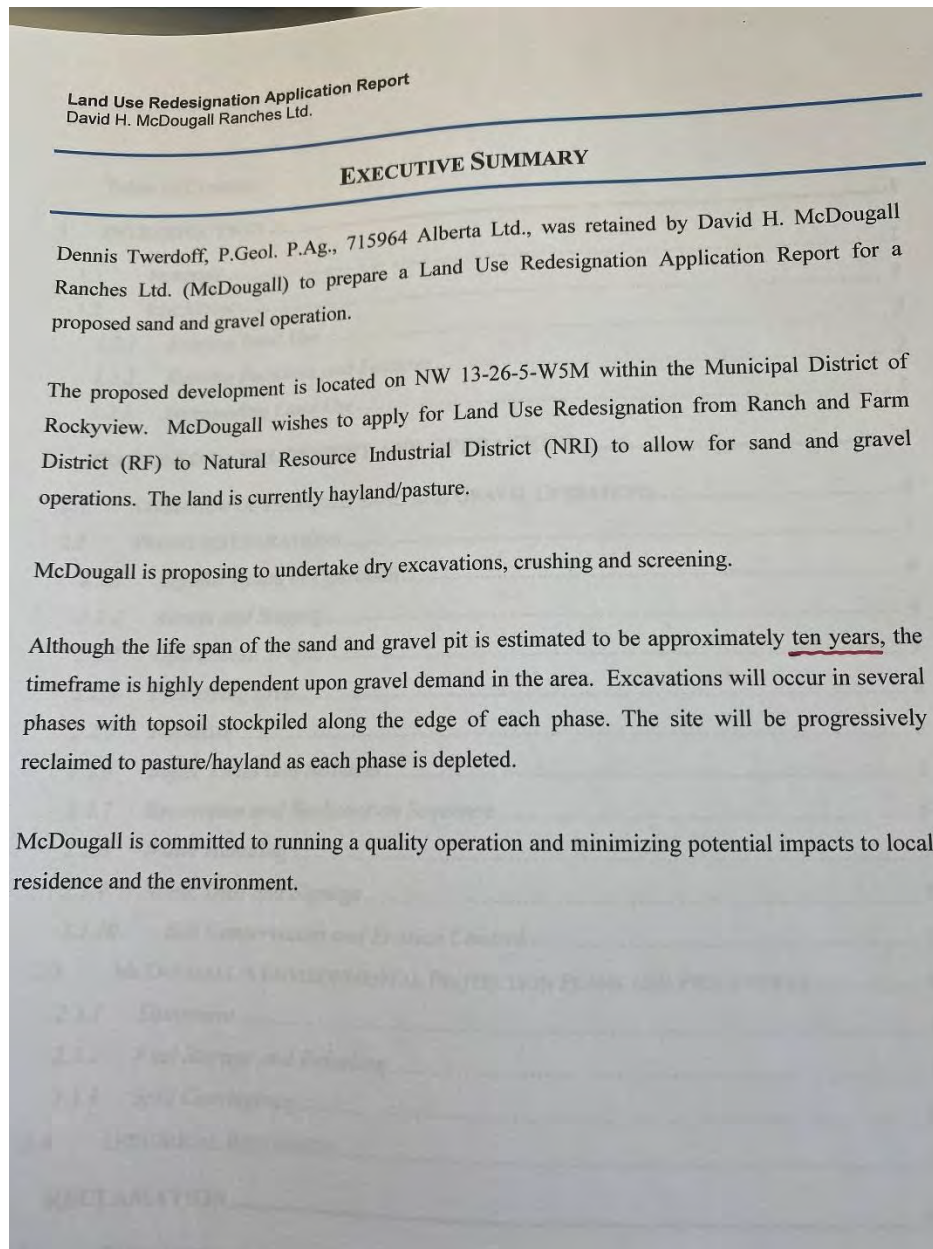 Land Use Redesignation Application Report
David H. McDougall Ranches Ltd.
EXECUTIVE SUMMARY
Dennis Twerdoff, P.Geol. P.Ag., 715964 Alberta Ltd., was retained by David H. McDougall
Ranches Ltd. (McDougall) to prepare a Land Use Redesignation Application Report for a
proposed sand and gravel operation.
The proposed development is located on NW 13-26-5-W5M within the Municipal District of
Rockyview. McDougall wishes to apply for Land Use Redesignation from Ranch and Farm
District (RF) to Natural Resource Industrial District (NRI) to allow for sand and gravel
operations. The land is currently hayland/pasture.
McDougall is proposing to undertake dry excavations, crushing and screening.
Although the life span of the sand and gravel pit is estimated to be approximately ten years, the
timeframe is highly dependent upon gravel demand in the area. Excavations will occur in several
phases with topsoil stockpiled along the edge of each phase. The site will be progressively
reclaimed to pasture/hayland as each phase is depleted.
McDougall is committed to running a quality operation and minimizing potential impacts to local
residence and the environment.